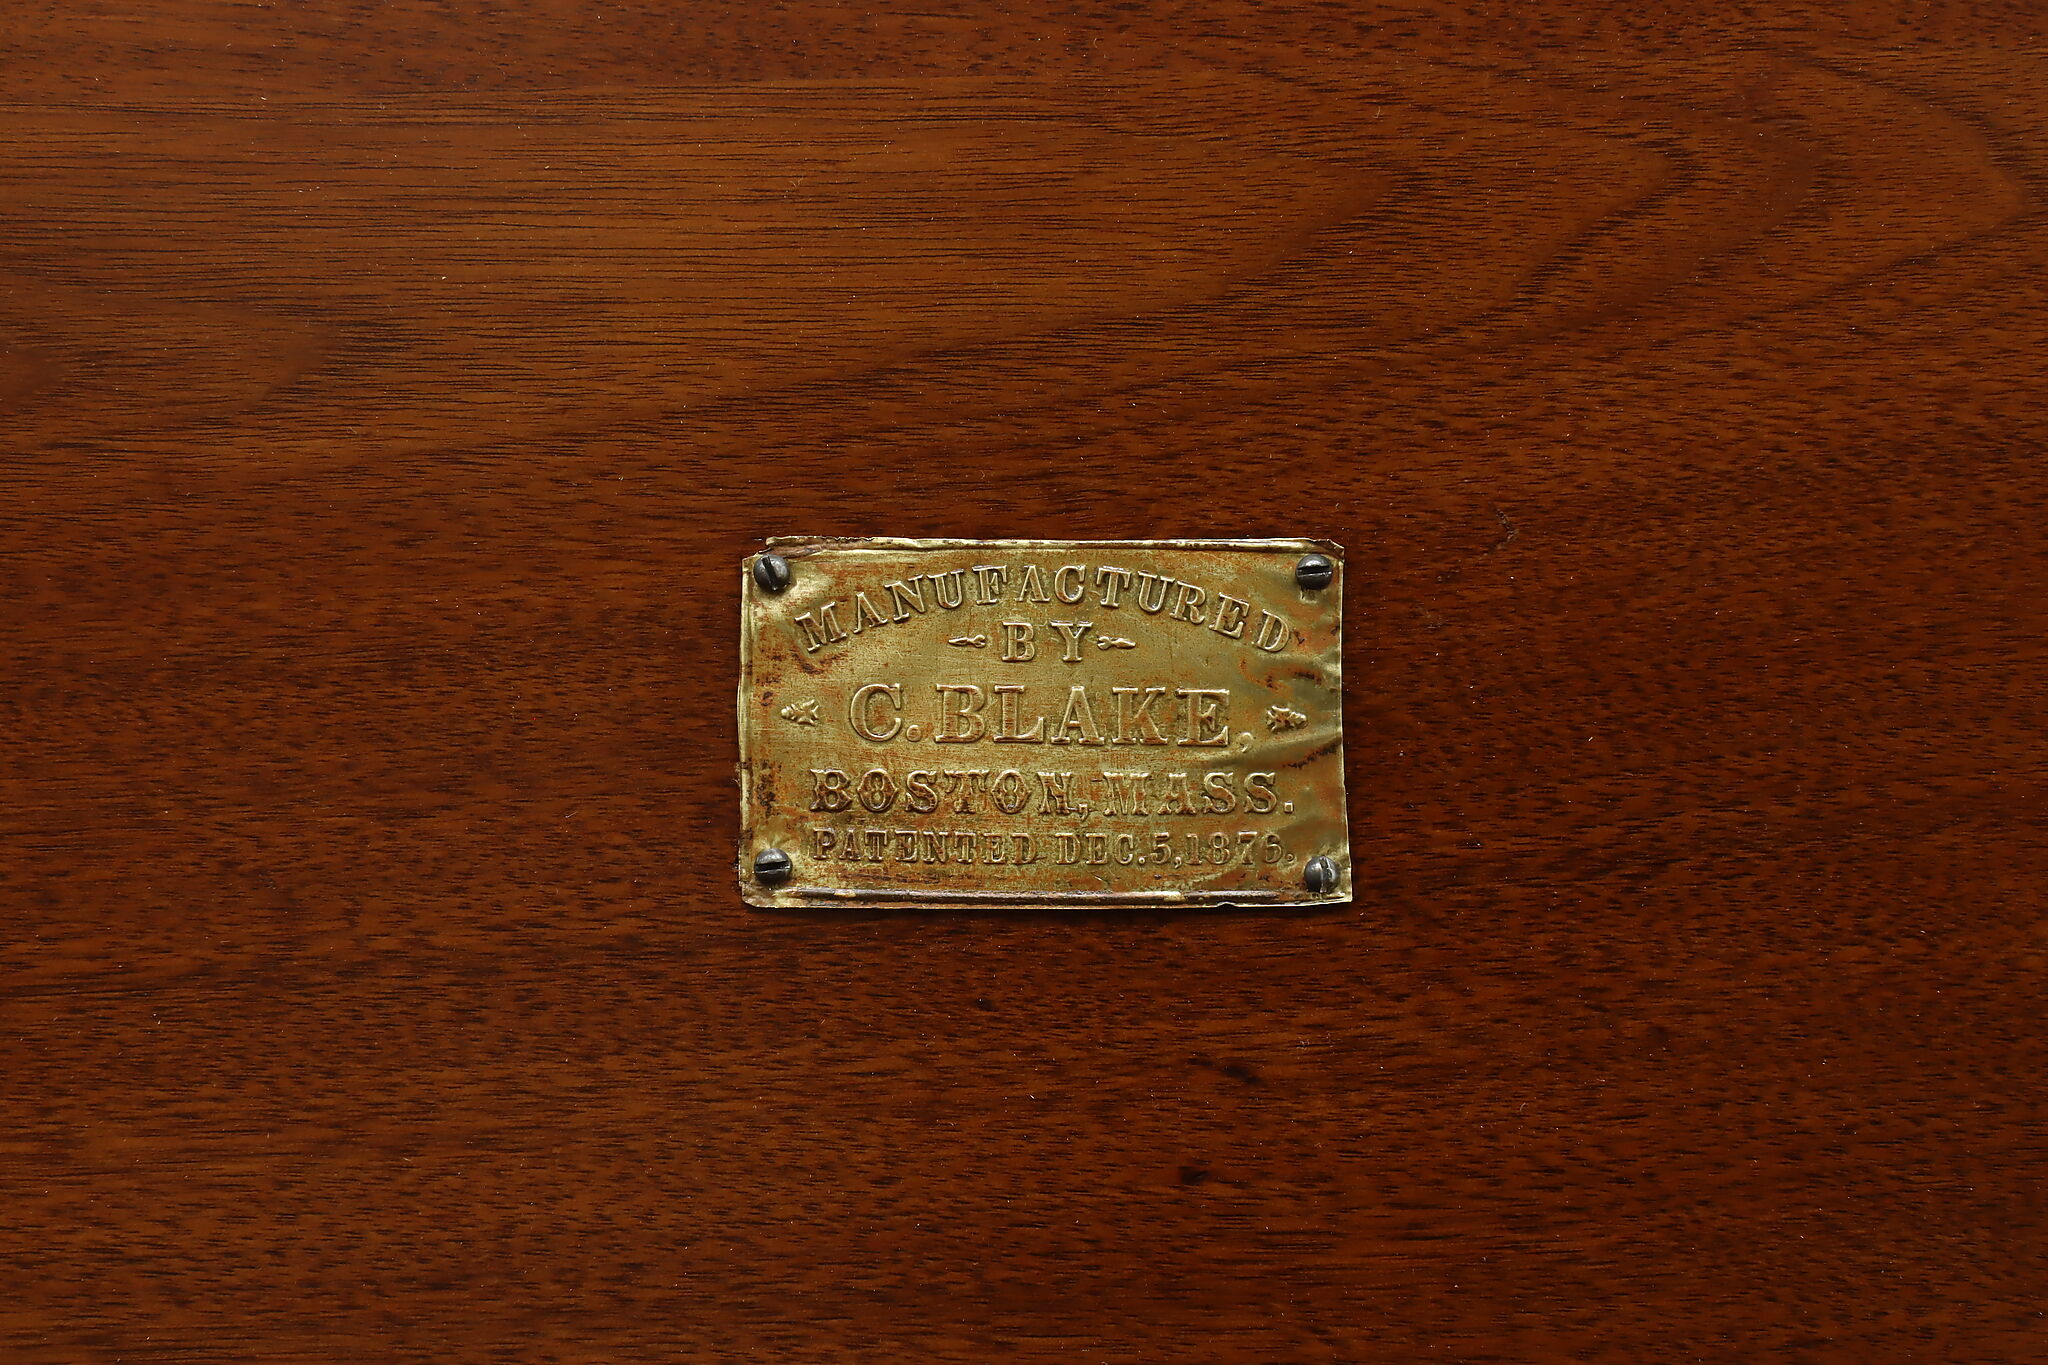 MANUFACTURED
BY
C. BLAKE,
BOSTON, MASS.
PATENTED DEC. 5, 1876.